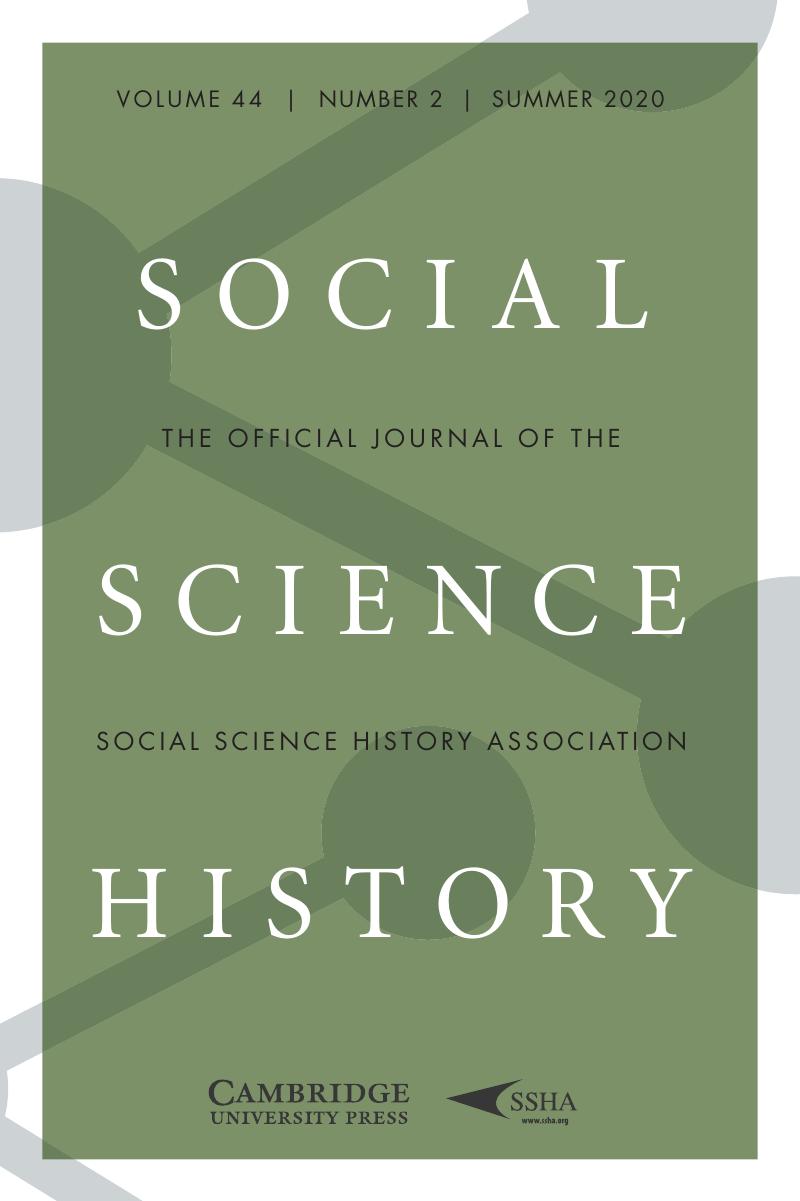 VOLUME 44 | NUMBER 2 | SUMMER 2020
SOCIAL
THE OFFICIAL JOURNAL OF THE
SCIENCE
SOCIAL SCIENCE HISTORY ASSOCIATION
HISTORY
CAMBRIDGE
UNIVERSITY PRESS
SSHA
www.ssha.org